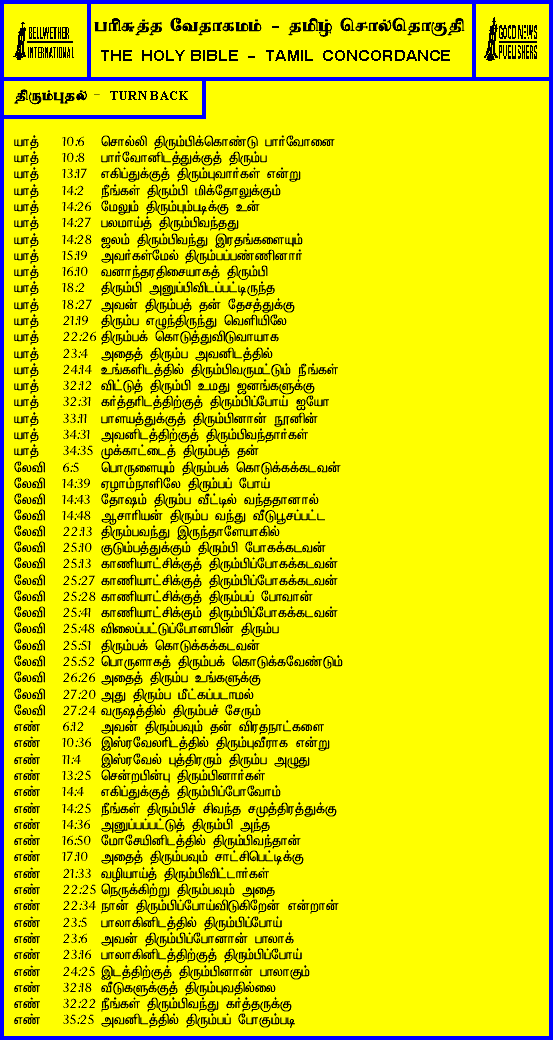 BELLWETHER
INTERNATIONAL
பரிசுத்த வேதாகமம் - தமிழ் சொல்தொகுதி
THE HOLY BIBLE - TAMIL CONCORDANCE
GOOD NEWS
PUBLISHERS
திரும்புதல் - TURN BACK
யாத் 10:6 சொல்லி திரும்பிக்கொண்டு பார்வோனை
யாத் 10:8 பார்வோனிடத்துக்குத் திரும்ப
யாத் 13:17 எகிப்துக்குத் திரும்புவார்கள் என்று
யாத் 14:2 நீங்கள் திரும்பி மிக்தோலுக்கும்
யாத் 14:26 மேலும் திரும்பும்படிக்கு உன்
யாத் 14:27 பலமாய்த் திரும்பிவந்தது
யாத் 14:28 ஜலம் திரும்பிவந்து இரதங்களையும்
யாத் 15:19 அவர்கள்மேல் திரும்பப்பண்ணினார்
யாத் 16:10 வனாந்தரதிசையாகத் திரும்பி
யாத் 18:2 திரும்பி அனுப்பிவிடப்பட்டிருந்த
யாத் 18:27 அவன் திரும்பத் தன் தேசத்துக்கு
யாத் 21:19 திரும்ப எழுந்திருந்து வெளியிலே
யாத் 22:26 திரும்பக் கொடுத்துவிடுவாயாக
யாத் 23:4 அதைத் திரும்ப அவனிடத்தில்
யாத் 24:14 உங்களிடத்தில் திரும்பிவருமட்டும் நீங்கள்
யாத் 32:12 விட்டுத் திரும்பி உமது ஜனங்களுக்கு
யாத் 32:31 கர்த்தரிடத்திற்குத் திரும்பிப்போய் ஐயோ
யாத் 33:11 பாளயத்துக்குத் திரும்பினான் நூனின்
யாத் 34:31 அவனிடத்திற்குத் திரும்பிவந்தார்கள்
யாத் 34:35 முக்காட்டைத் திரும்பத் தன்
லேவி 6:5 பொருளையும் திரும்பக் கொடுக்கக்கடவன்
லேவி 14:39 ஏழாம்நாளிலே திரும்பப் போய்
லேவி 14:43 தோஷம் திரும்ப வீட்டில் வந்ததானால்
லேவி 14:48 ஆசாரியன் திரும்ப வந்து வீடுபூசப்பட்ட
லேவி 22:13 திரும்பவந்து இருந்தாளேயாகில்
லேவி 25:10 குடும்பத்துக்கும் திரும்பி போகக்கடவன்
லேவி 25:13 காணியாட்சிக்குத் திரும்பிப்போகக்கடவன்
லேவி 25:27 காணியாட்சிக்குத் திரும்பிப்போகக்கடவன்
லேவி 25:28 காணியாட்சிக்குத் திரும்பப் போவான்
லேவி 25:41 காணியாட்சிக்கும் திரும்பிப்போகக்கடவன்
லேவி 25:48 விலைப்பட்டுப்போனபின் திரும்ப
லேவி 25:51 திரும்பக் கொடுக்கக்கடவன்
லேவி 25:52 பொருளாகத் திரும்பக் கொடுக்கவேண்டும்
லேவி 26:26 அதைத் திரும்ப உங்களுக்கு
லேவி 27:20 அது திரும்ப மீட்கப்படாமல்
லேவி 27:24 வருஷத்தில் திரும்பச் சேரும்
எண் 6:12 அவன் திரும்பவும் தன் விரதநாட்களை
எண் 10:36 இஸ்ரவேலரிடத்தில் திரும்புவீராக என்று
எண் 11:4 இஸ்ரவேல் புத்திரரும் திரும்ப அழுது
எண் 13:25 சென்றபின்பு திரும்பினார்கள்
எண் 14:4 எகிப்துக்குத் திரும்பிப்போவோம்
எண் 14:25 நீங்கள் திரும்பிச் சிவந்த சமுத்திரத்துக்கு
எண் 14:36 அனுப்பப்பட்டுத் திரும்பி அந்த
எண் 16:50 மோசேயினிடத்தில் திரும்பிவந்தான்
எண் 17:10 அதைத் திரும்பவும் சாட்சிபெட்டிக்கு
எண் 21:33 வழியாய்த் திரும்பிவிட்டார்கள்
எண் 22:25 நெருக்கிற்று திரும்பவும் அதை
எண் 22:34 நான் திரும்பிப்போய்விடுகிறேன் என்றான்
எண் 23:5 பாலாகினிடத்தில் திரும்பிப்போய்
எண் 23:6 அவன் திரும்பிப்போனான் பாலாக்
எண் 23:16 பாலாகினிடத்திற்குத் திரும்பிப்போய்
எண் 24:25 இடத்திற்குத் திரும்பினான் பாலாகும்
எண் 32:18 வீடுகளுக்குத் திரும்புவதில்லை
எண் 32:22 நீங்கள் திரும்பிவந்து கர்த்தருக்கு
எண் 35:25 அவனிடத்தில் திரும்பப் போகும்படி